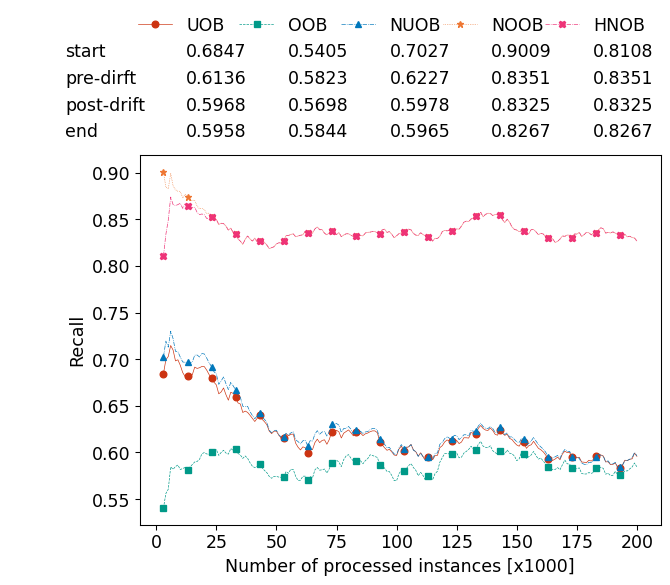 UOB OOB NUOB NOOB HNOB
start 0.6847 0.5405 0.7027 0.9009 0.8108
pre-dirft 0.6136 0.5823 0.6227 0.8351 0.8351
post-drift 0.5968 0.5698 0.5978 0.8325 0.8325
end 0.5958 0.5844 0.5965 0.8267 0.8267
0.90
0.85
0.80
0.75
0.70
0.65
0.60
0.55
Recall
0 25 50 75 100 125 150 175 200
Number of processed instances [x1000]